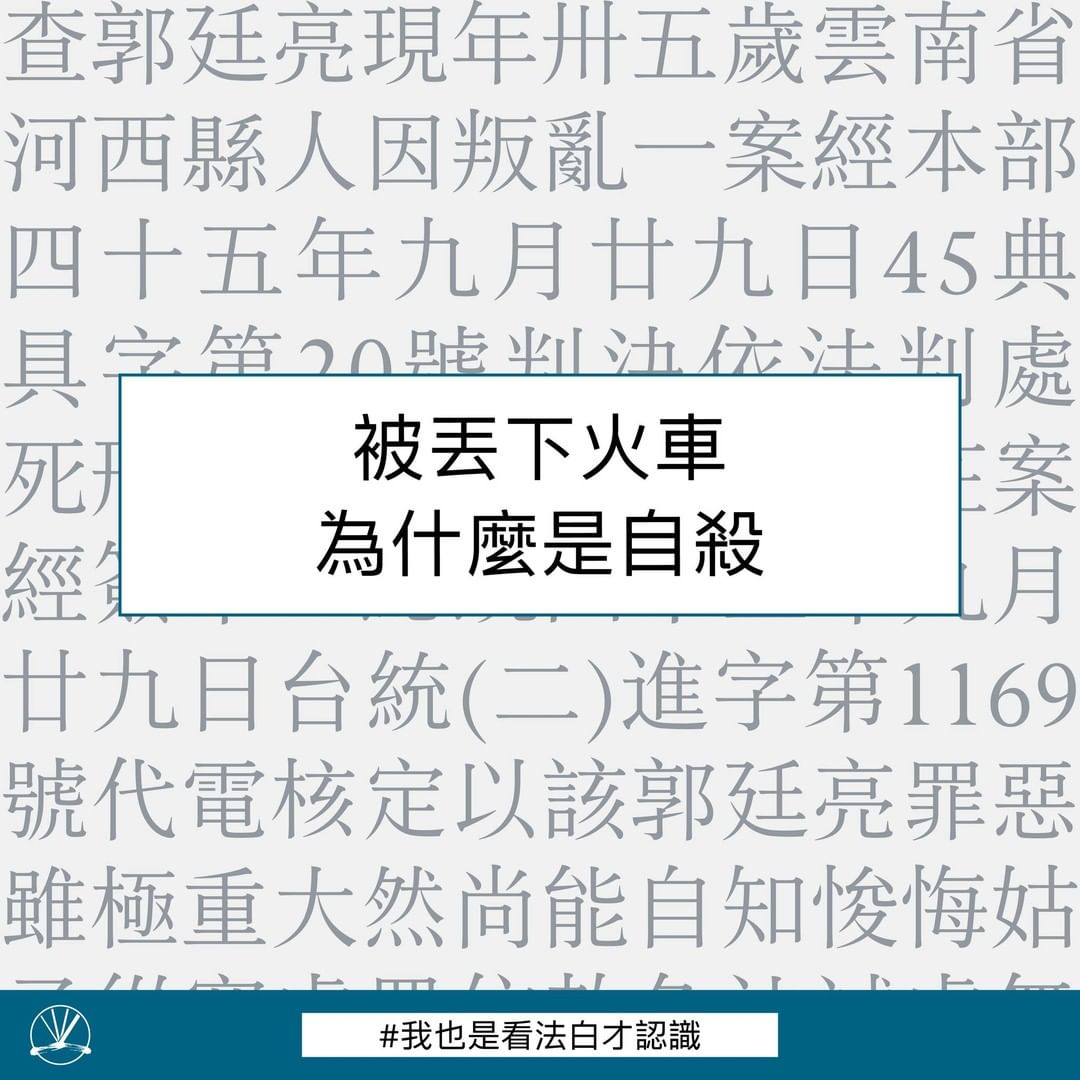 查郭廷亮現年卅五歲雲南省
河西縣人因叛亂一案經本部
四十五年九月廿九日45典
具字第20號判決依法判處
死 案
經 九月
被丟下火車
為什麼是自殺
廿九日台統(二)進字第1169
號代電核定以該郭廷亮罪惡
雖極重大然尚能自知悛悔姑
#我也是看法白才認識